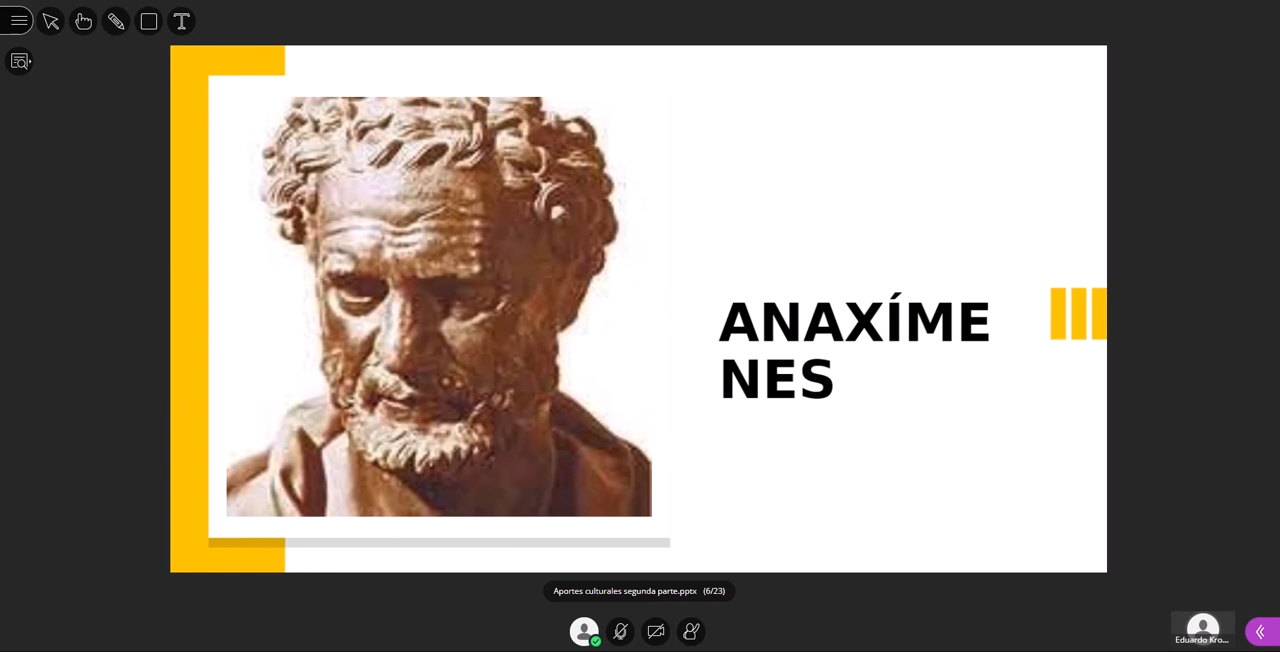 T
ANAXÍME
NES
Aportes culturales segunda parte.pptx (6/23)
Eduardo Kro...